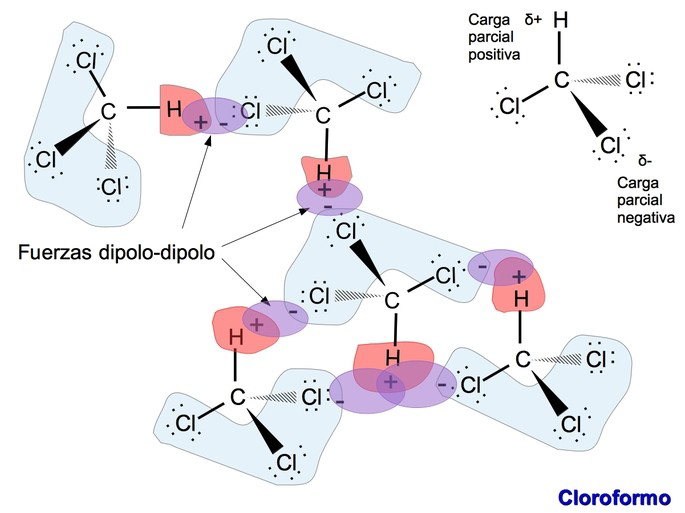 Carga
parcial
positiva
δ+ H
C
Cl
Cl
Cl
δ-
Carga
parcial
negativa
Cl
C H
Cl
Cl
+ -
Cl
Cl
Cl
C
H
+
-
Fuerzas dipolo-dipolo
Cl
Cl
Cl
C
H
+
- +
H
C
Cl
Cl
Cl
-
+ -
H
C
Cl
Cl
Cl
-
Cloroformo